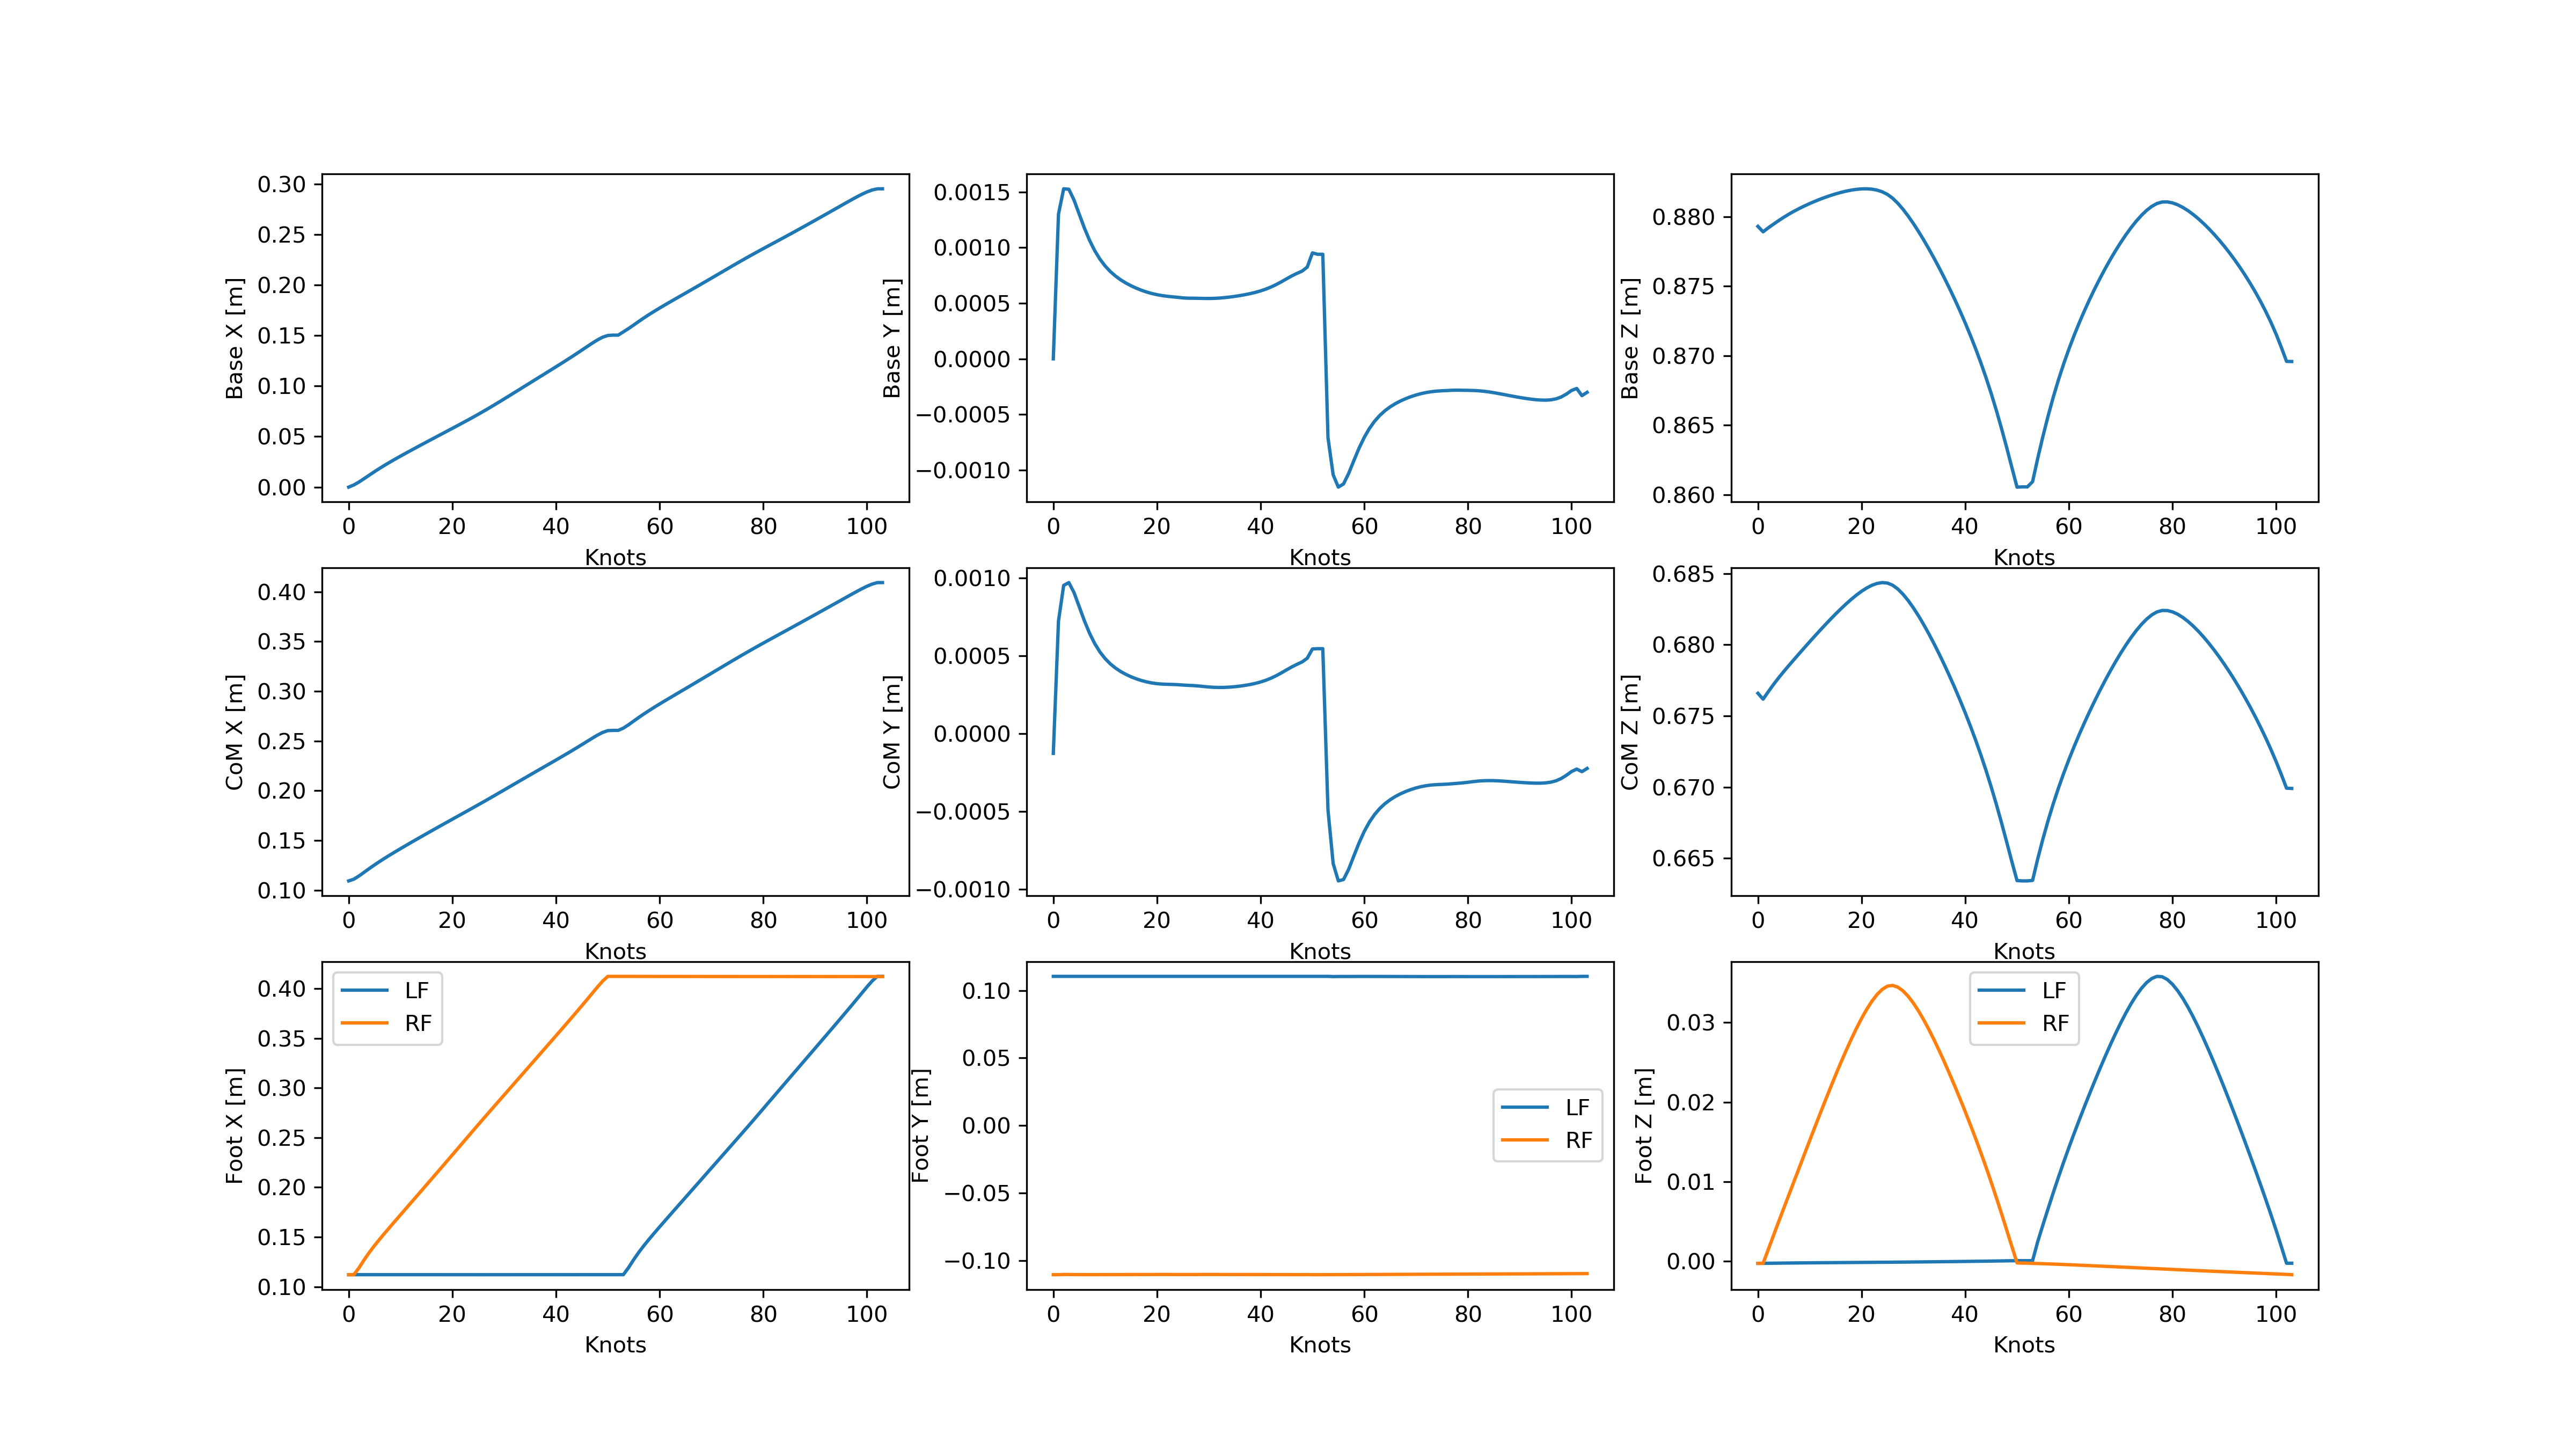 Base X [m]
0.30
0.25
0.20
0.15
0.10
0.05
0.00
0 20 40 60 80 100
Knots
Base Y [m]
0.0015
0.0010
0.0005
0.0000
−0.0005
−0.0010
0 20 40 60 80 100
Knots
Base Z [m]
0.880
0.875
0.870
0.865
0.860
0 20 40 60 80 100
Knots
CoM X [m]
0.40
0.35
0.30
0.25
0.20
0.15
0.10
0 20 40 60 80 100
Knots
CoM Y [m]
0.0010
0.0005
0.0000
−0.0005
−0.0010
0 20 40 60 80 100
Knots
CoM Z [m]
0.685
0.680
0.675
0.670
0.665
0 20 40 60 80 100
Knots
Foot X [m]
0.40
0.35
0.30
0.25
0.20
0.15
0.10
LF
RF
0 20 40 60 80 100
Knots
Foot Y [m]
0.10
0.05
0.00
−0.05
−0.10
LF
RF
0 20 40 60 80 100
Knots
Foot Z [m]
0.03
0.02
0.01
0.00
LF
RF
0 20 40 60 80 100
Knots